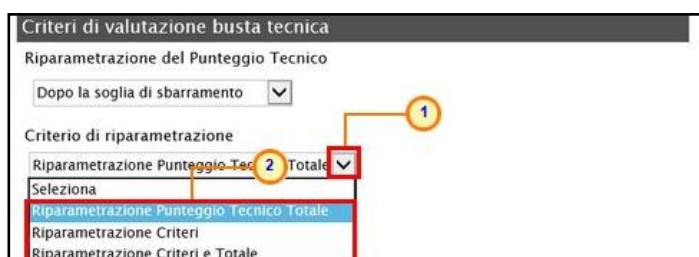 Criteri di valutazione busta tecnica
Riparametrazione del Punteggio Tecnico
Dopo la soglia di sbarramento
1
Criterio di riparametrazione
Riparametrazione Punteggio Tec 2 Totale
Seleziona
Riparametrazione Punteggio Tecnico Totale
Riparametrazione Criteri
Riparametrazione Criteri e Totale